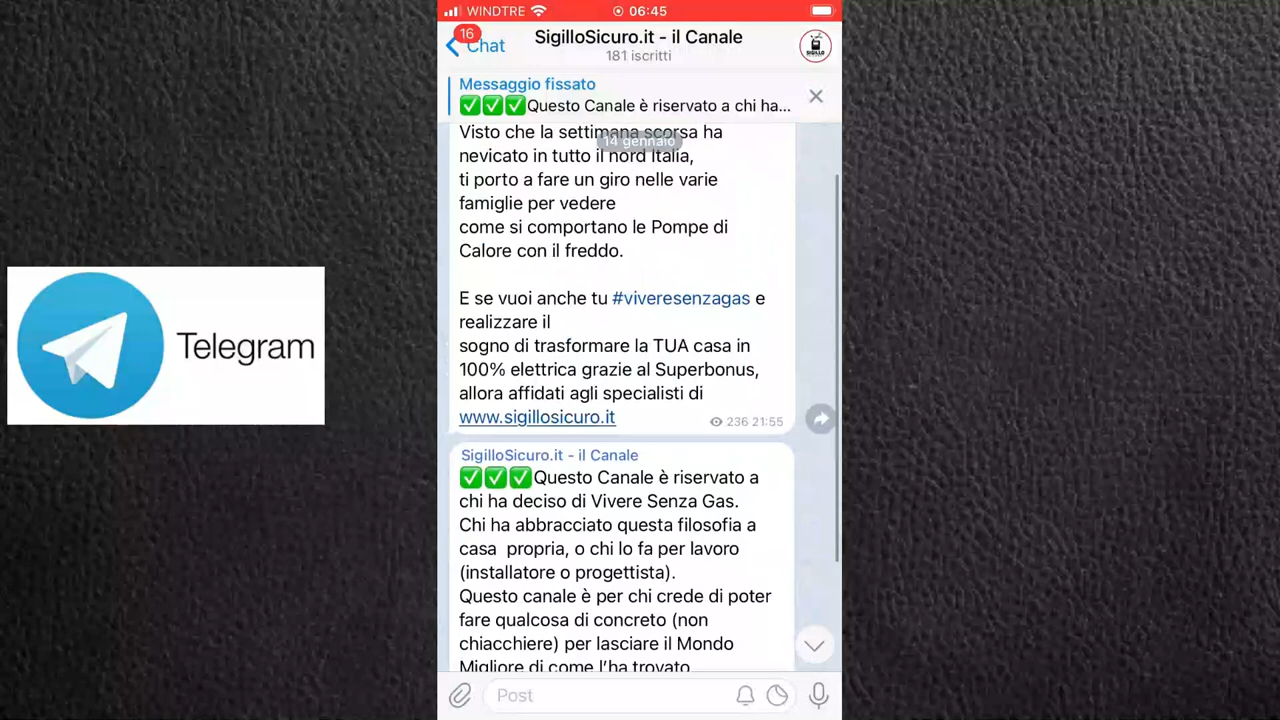 WINDTRE
06:45
16
Chat
SigilloSicuro.it - il Canale
181 iscritti
SIGILLO
Messaggio fissato
✅✅✅Questo Canale è riservato a chi ha...
14 gennaio
Visto che la settimana scorsa ha
nevicato in tutto il nord Italia,
ti porto a fare un giro nelle varie
famiglie per vedere
come si comportano le Pompe di
Calore con il freddo.
E se vuoi anche tu #viveresenzagas e
realizzare il
sogno di trasformare la TUA casa in
100% elettrica grazie al Superbonus,
allora affidati agli specialisti di
www.sigillosicuro.it
236 21:55
SigilloSicuro.it - il Canale
✅✅✅Questo Canale è riservato a
chi ha deciso di Vivere Senza Gas.
Chi ha abbracciato questa filosofia a
casa propria, o chi lo fa per lavoro
(installatore o progettista).
Questo canale è per chi crede di poter
fare qualcosa di concreto (non
chiacchiere) per lasciare il Mondo
Migliore di come l'ha trovato
Post
Telegram